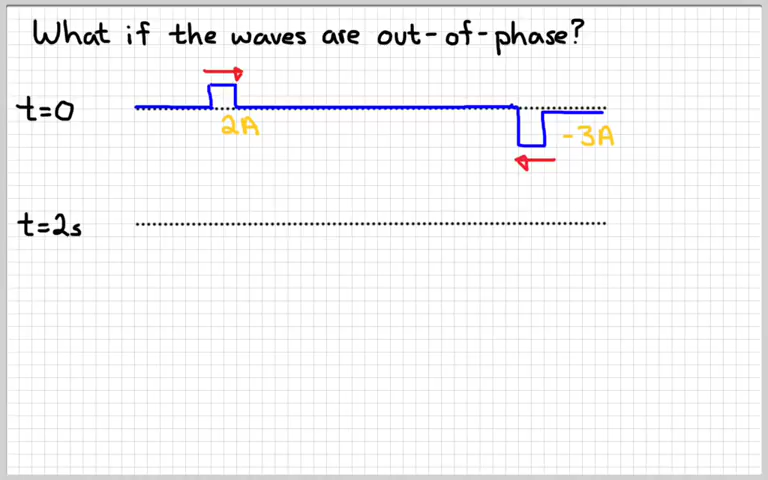 What if the waves are out-of-phase?
t=0
2A
-3A
t=2s